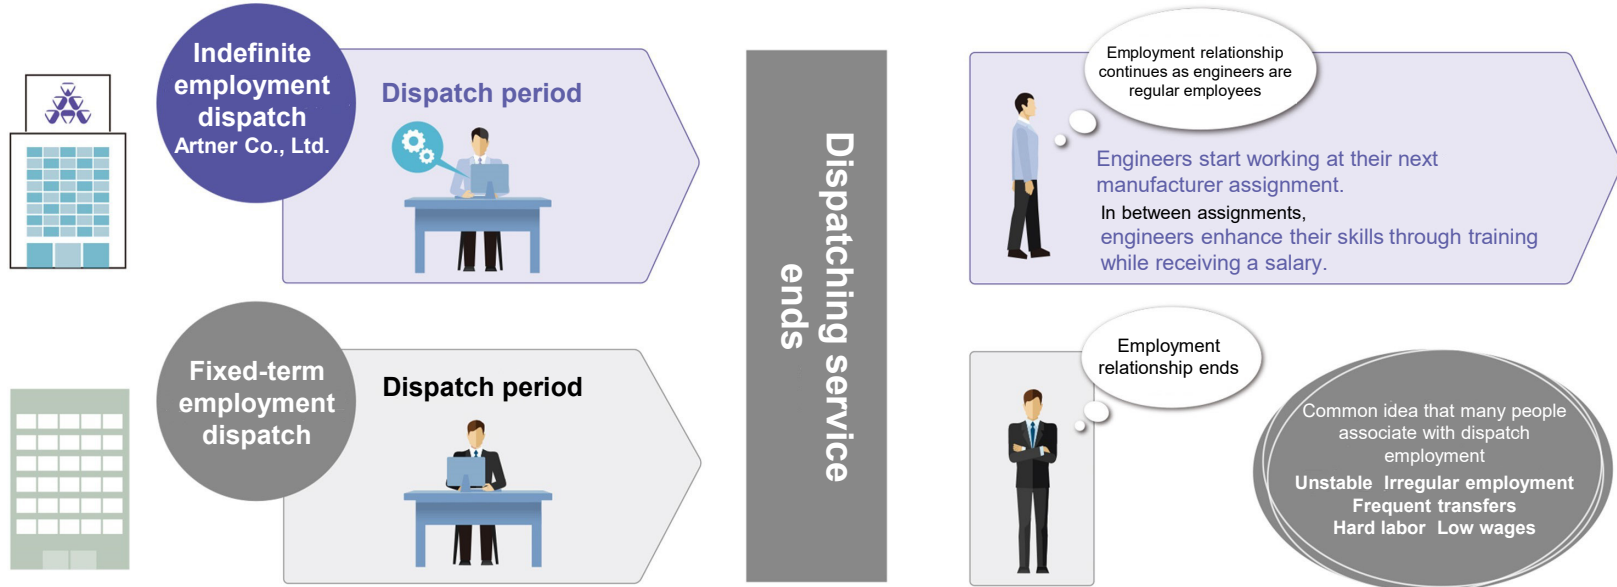 Indefinite
employment
dispatch
Artner Co., Ltd.
Dispatch period
Dispatching service
ends
Employment relationship
continues as engineers are
regular employees
Engineers start working at their next
manufacturer assignment.
In between assignments,
engineers enhance their skills through training
while receiving a salary.
Fixed-term
employment
dispatch
Dispatch period
Employment
relationship ends
Common idea that many people
associate with dispatch
employment
Unstable Irregular employment
Frequent transfers
Hard labor Low wages